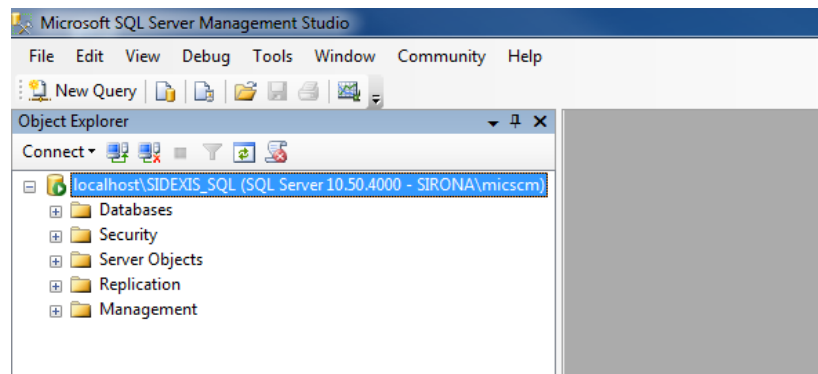 Microsoft SQL Server Management Studio
File Edit View Debug Tools Window Community Help
New Query
Object Explorer
Connect
localhost\SIDEXIS_SQL (SQL Server 10.50.4000 - SIRONA\micscm)
Databases
Security
Server Objects
Replication
Management